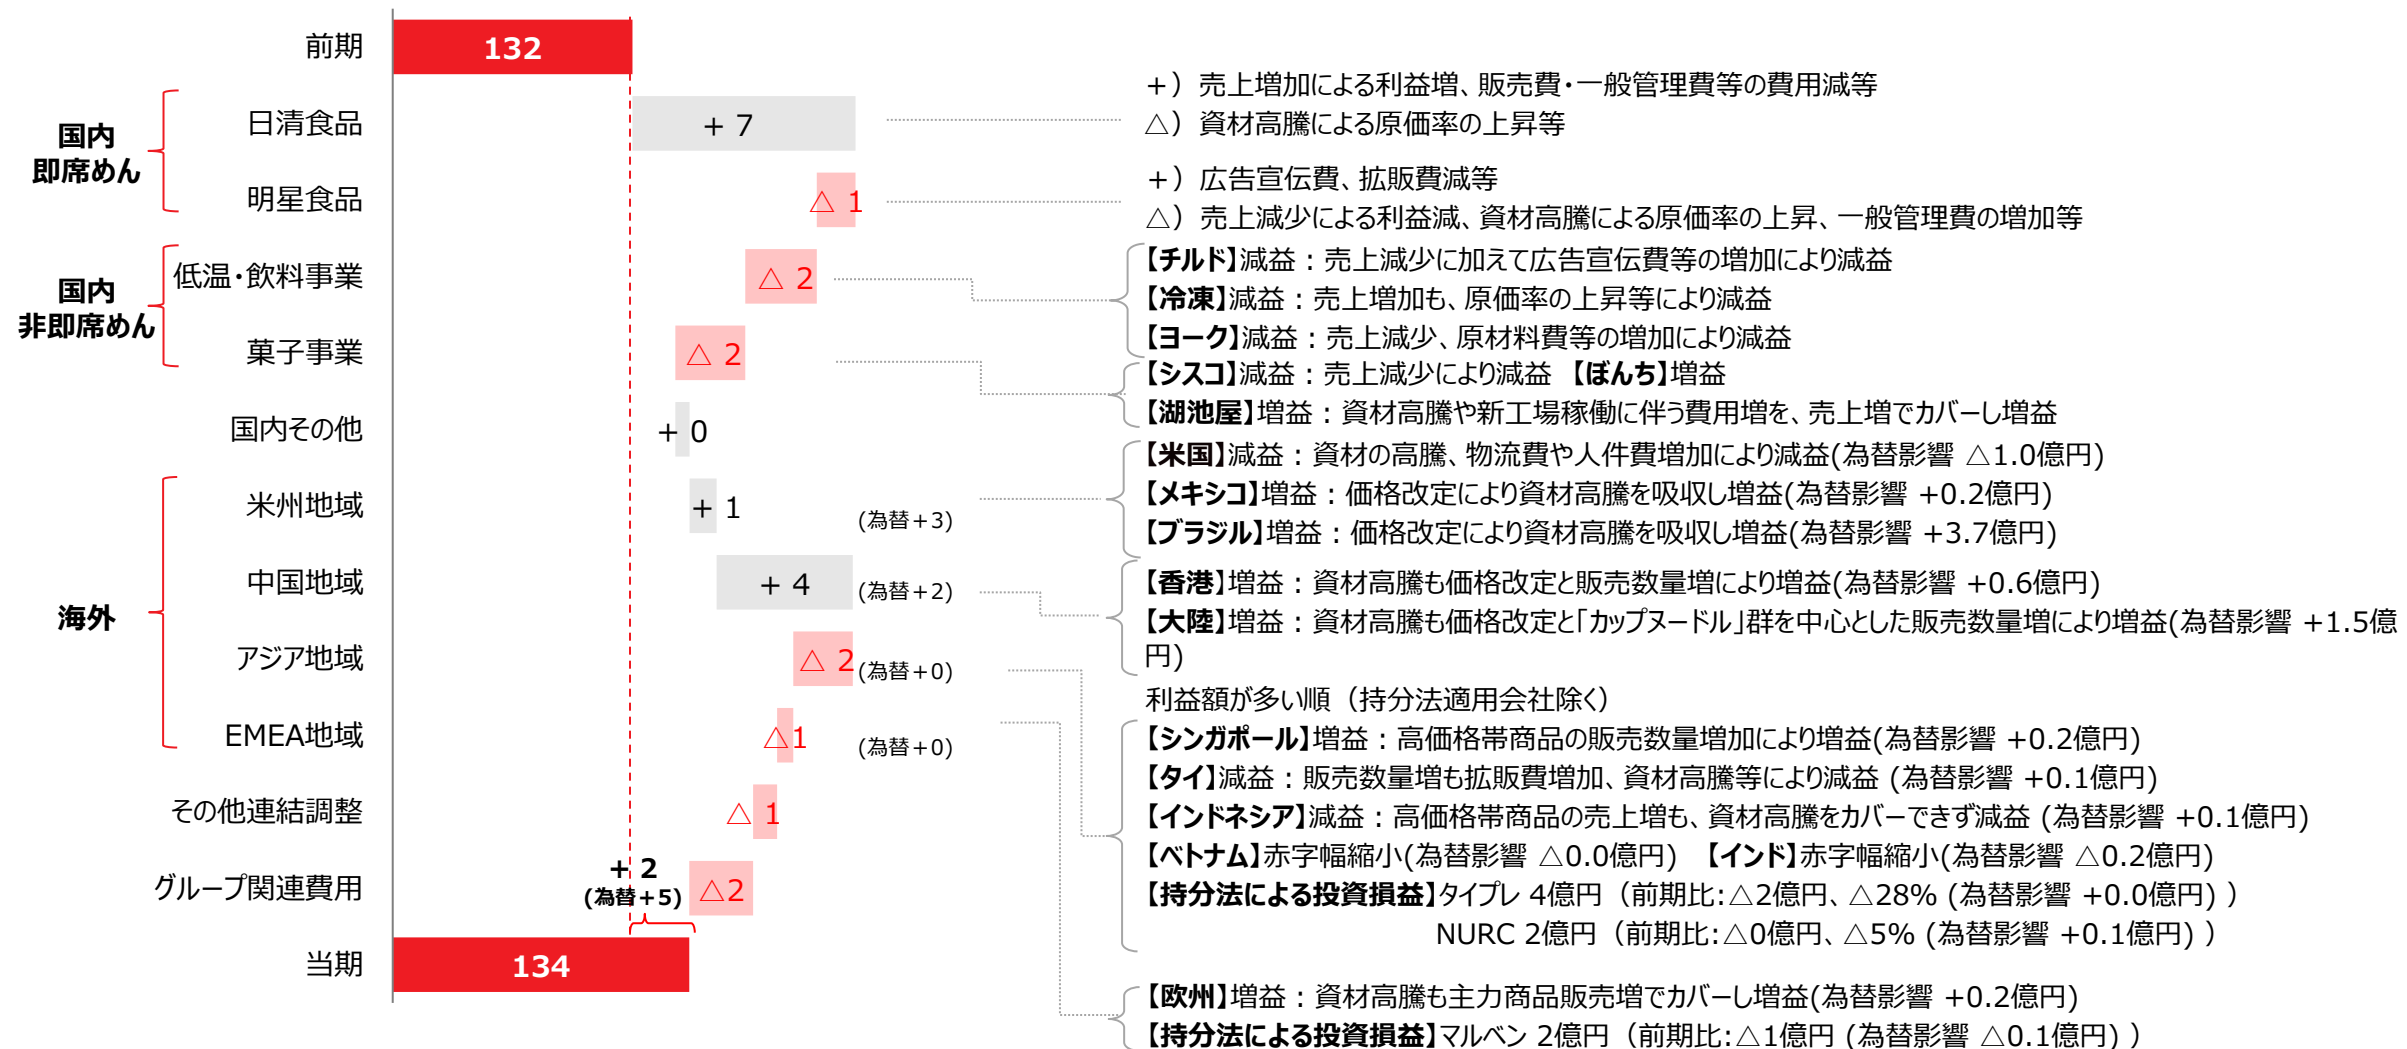 前期
132
国内
即席めん
日清食品
+ 7
+）売上増加による利益増、販売費・一般管理費等の費用減等
△）資材高騰による原価率の上昇等
明星食品
△ 1
+）広告宣伝費、拡販費減等
△）売上減少による利益減、資材高騰による原価率の上昇、一般管理費の増加等
国内
非即席めん
低温・飲料事業
△ 2
【チルド】減益：売上減少に加えて広告宣伝費等の増加により減益
【冷凍】減益：売上増加も、原価率の上昇等により減益
【ヨーク】減益：売上減少、原材料費等の増加により減益
菓子事業
△ 2
【シスコ】減益：売上減少により減益 【ぼんち】増益
【湖池屋】増益：資材高騰や新工場稼働に伴う費用増を、売上増でカバーし増益
国内その他
+ 0
海外
米州地域
+ 1
(為替+3)
【米国】減益：資材の高騰、物流費や人件費増加により減益(為替影響 △1.0億円)
【メキシコ】増益：価格改定により資材高騰を吸収し増益(為替影響 +0.2億円)
【ブラジル】増益：価格改定により資材高騰を吸収し増益(為替影響 +3.7億円)
中国地域
+ 4
(為替+2)
【香港】増益：資材高騰も価格改定と販売数量増により増益(為替影響 +0.6億円)
【大陸】増益：資材高騰も価格改定と「カップヌードル」群を中心とした販売数量増により増益(為替影響 +1.5億
円)
アジア地域
△ 2
(為替+0)
利益額が多い順（持分法適用会社除く）
【シンガポール】増益：高価格帯商品の販売数量増加により増益(為替影響 +0.2億円)
【タイ】減益：販売数量増も拡販費増加、資材高騰等により減益 (為替影響 +0.1億円)
【インドネシア】減益：高価格帯商品の売上増も、資材高騰をカバーできず減益 (為替影響 +0.1億円)
【ベトナム】赤字幅縮小(為替影響 △0.0億円) 【インド】赤字幅縮小(為替影響 △0.2億円)
【持分法による投資損益】タイプレ 4億円（前期比:△2億円、△28% (為替影響 +0.0億円) ）
NURC 2億円（前期比:△0億円、△5% (為替影響 +0.1億円) ）
EMEA地域
△1
(為替+0)
【欧州】増益：資材高騰も主力商品販売増でカバーし増益(為替影響 +0.2億円)
【持分法による投資損益】マルベン 2億円（前期比:△1億円 (為替影響 △0.1億円) ）
その他連結調整
△ 1
グループ関連費用
△2
+ 2
(為替+5)
当期
134